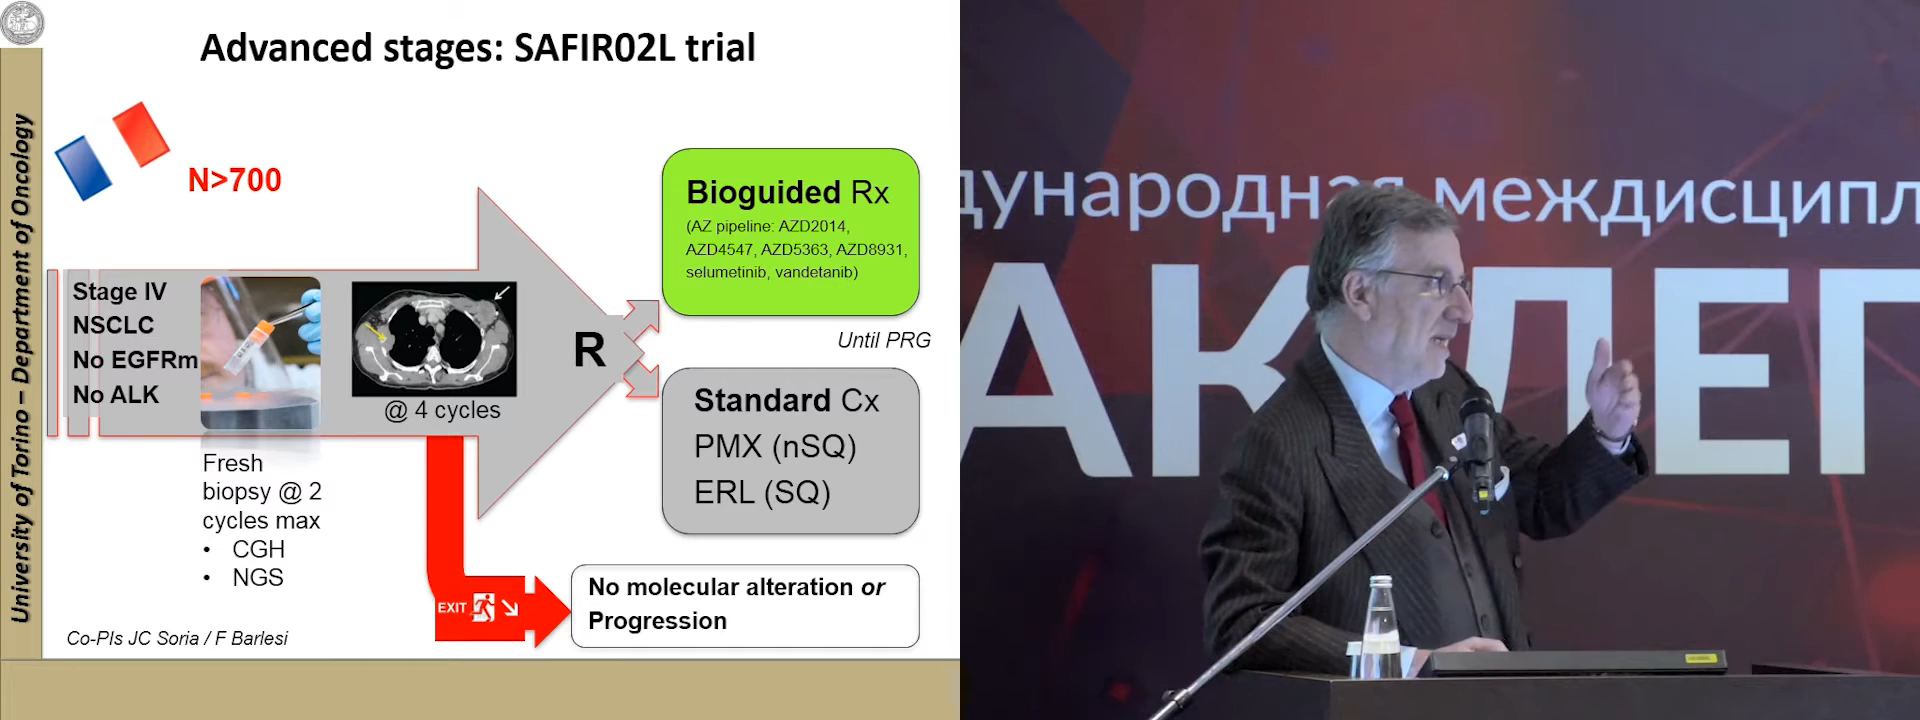 Advanced stages: SAFIR02L trial
University of Torino – Department of Oncology
N>700
Stage IV
NSCLC
No EGFRm
No ALK
Fresh
biopsy @ 2
cycles max
• CGH
• NGS
@ 4 cycles
R
Bioguided Rx
(AZ pipeline: AZD2014,
AZD4547, AZD5363, AZD8931,
selumetinib, vandetanib)
Until PRG
Standard Cx
PMX (nSQ)
ERL (SQ)
EXIT
No molecular alteration or
Progression
Co-PIs JC Soria / F Barlesi
дународная междисципл